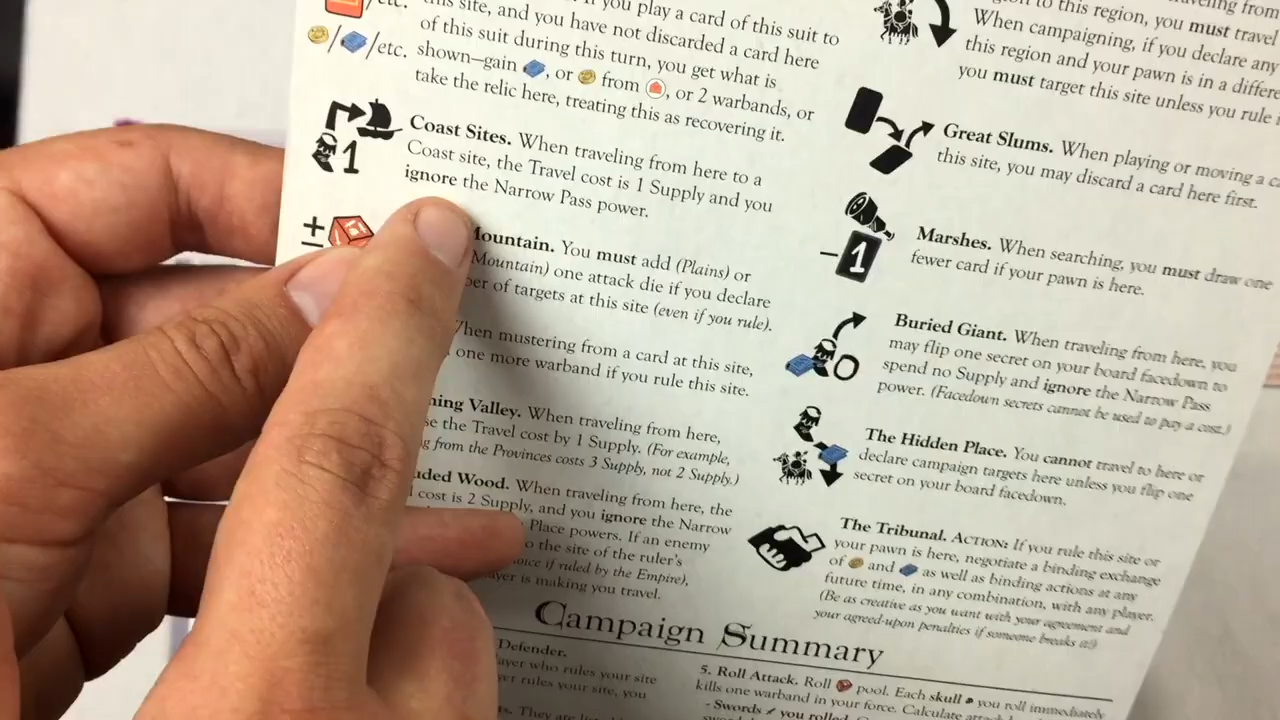 /etc. this site, and you have not discarded a card here
If you play a card of this suit to
of this suit during this turn, you get what is
/ /etc. shown–gain , or from , or 2 warbands, or
take the relic here, treating this as recovering it.
1
Coast Sites. When traveling from here to a
Coast site, the Travel cost is 1 Supply and you
ignore the Narrow Pass power.
±
Mountain. You must add (Plains) or
(Mountain) one attack die if you declare
of targets at this site (even if you rule).
When mustering from a card at this site,
one more warband if you rule this site.
Valley. When traveling from here,
the Travel cost by 1 Supply. (For example,
from the Provinces costs 3 Supply, not 2 Supply.)
Wood. When traveling from here, the
cost is 2 Supply, and you ignore the Narrow
Place powers. If an enemy
the site of the ruler's
if ruled by the Empire),
is making you travel.
to this region, you must travel
When campaigning, if you declare any
this region and your pawn is in a
you must target this site unless you rule
Great Slums. When playing or moving a
this site, you may discard a card here first.
−1
Marshes. When searching, you must draw one
fewer card if your pawn is here.
0
Buried Giant. When traveling from here, you
may flip one secret on your board facedown to
spend no Supply and ignore the Narrow Pass
power. (Facedown secrets cannot be used to pay a cost.)
The Hidden Place. You cannot travel to here or
declare campaign targets here unless you flip one
secret on your board facedown.
The Tribunal. ACTION: If you rule this site or
your pawn is here, negotiate a binding exchange
of and as well as binding actions at any
future time, in any combination, with any player.
(Be as creative as you want with your agreement and
your agreed-upon penalties if someone breaks it!)
Campaign Summary
Defender.
who rules your site
rules your site, you
They are
5. Roll Attack. Roll pool. Each skull you roll immediately
kills one warband in your force. Calculate
- Swords you rolled.